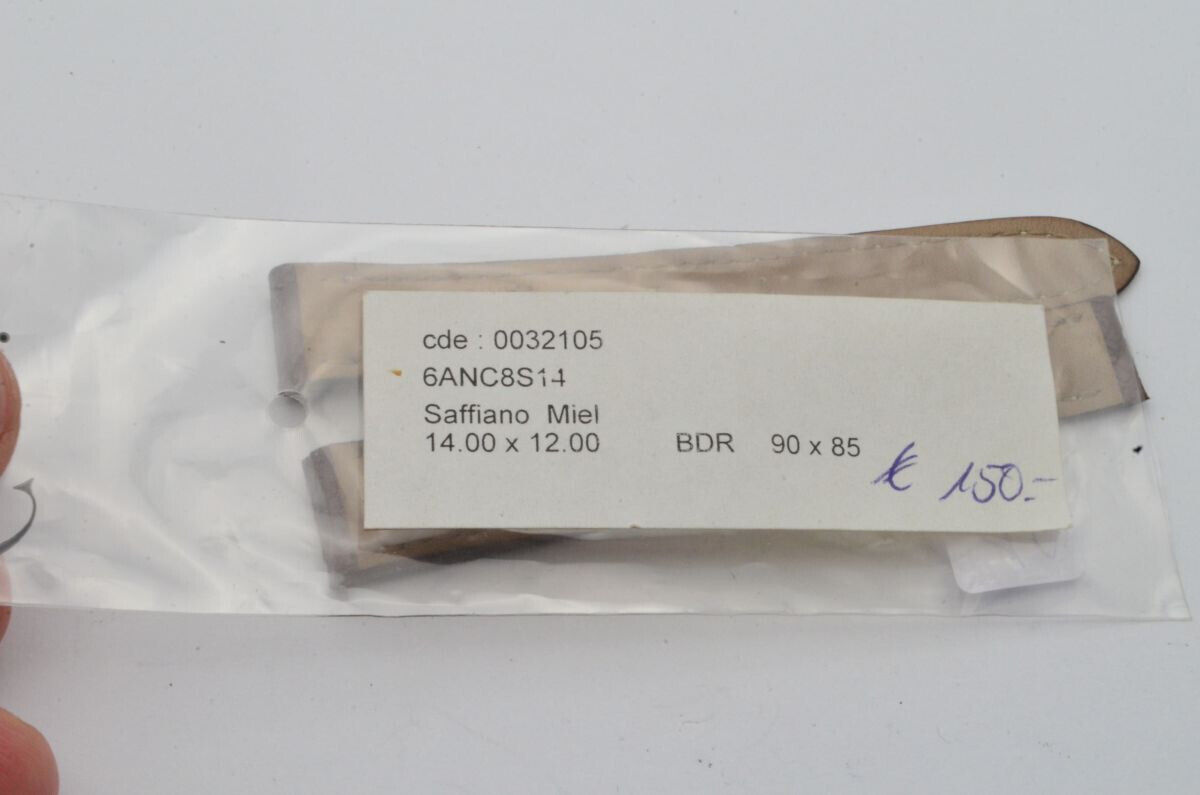 cde : 0032105
6ANC8S14
Saffiano Miel
14.00 x 12.00 BDR 90 x 85
€ 150.-